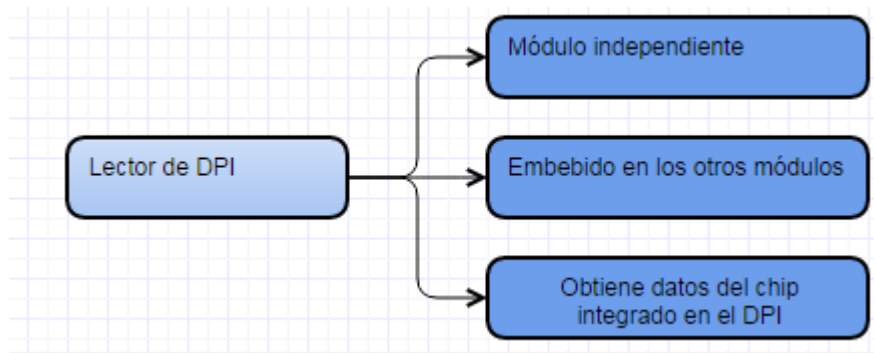 Lector de DPI
Módulo independiente
Embebido en los otros módulos
Obtiene datos del chip
integrado en el DPI